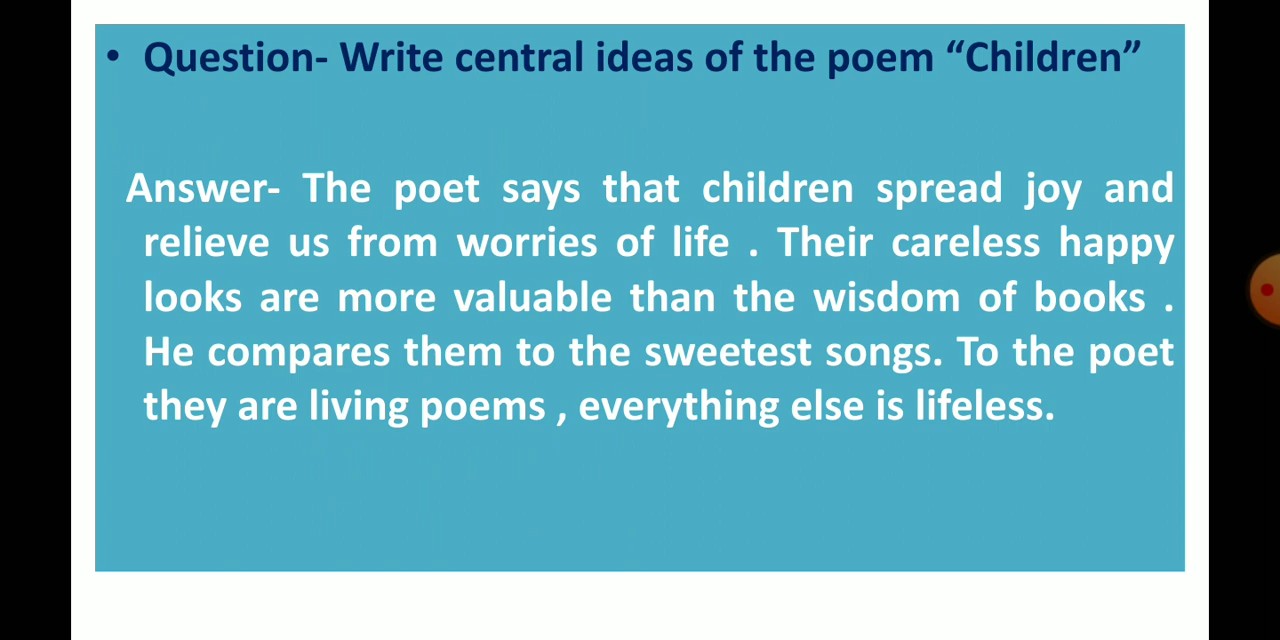 • Question- Write central ideas of the poem “Children”
Answer- The poet says that children spread joy and
relieve us from worries of life . Their careless happy
looks are more valuable than the wisdom of books .
He compares them to the sweetest songs. To the poet
they are living poems , everything else is lifeless.